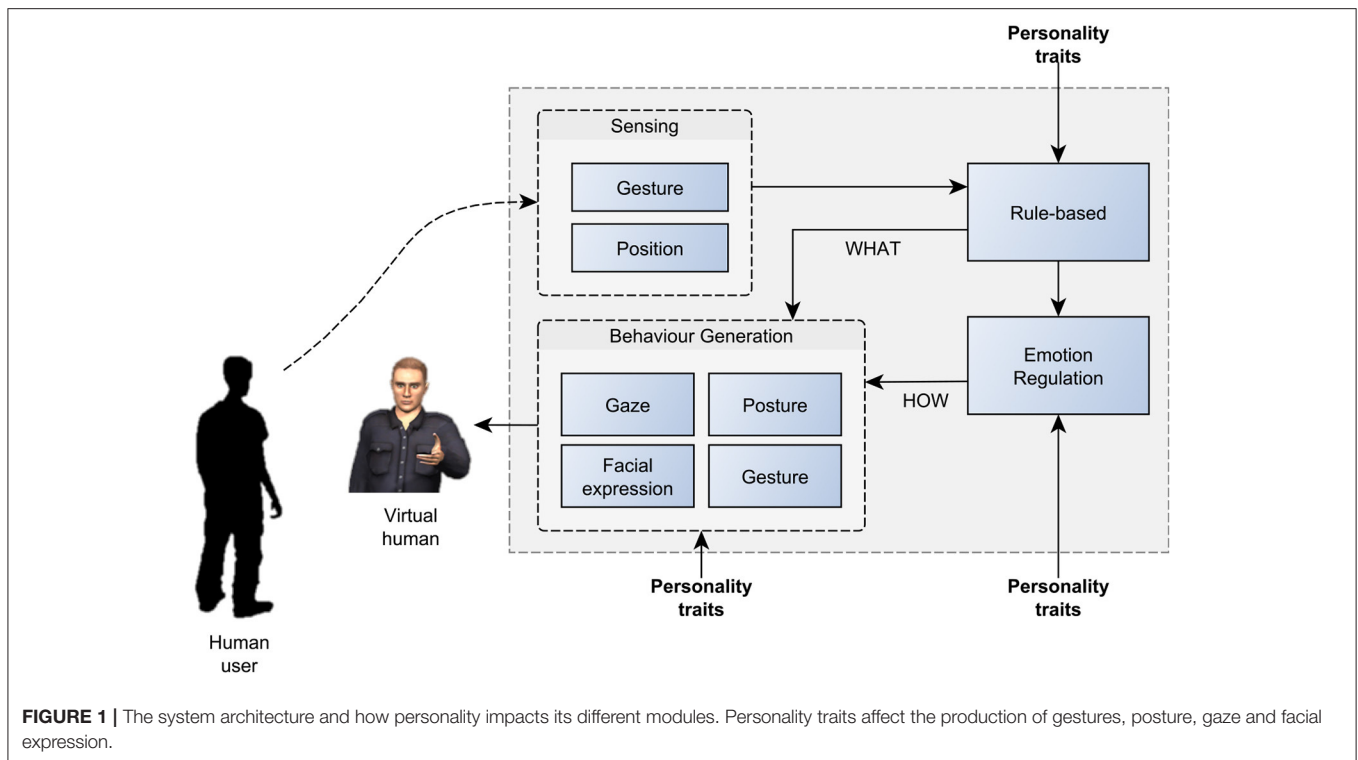 Personality
traits
Sensing
Gesture
Position
Rule-based
WHAT
Behaviour Generation
Gaze
Posture
Facial
expression
Gesture
Emotion
Regulation
HOW
Virtual
human
Human
user
Personality
traits
Personality
traits
FIGURE 1 | The system architecture and how personality impacts its different modules. Personality traits affect the production of gestures, posture, gaze and facial
expression.